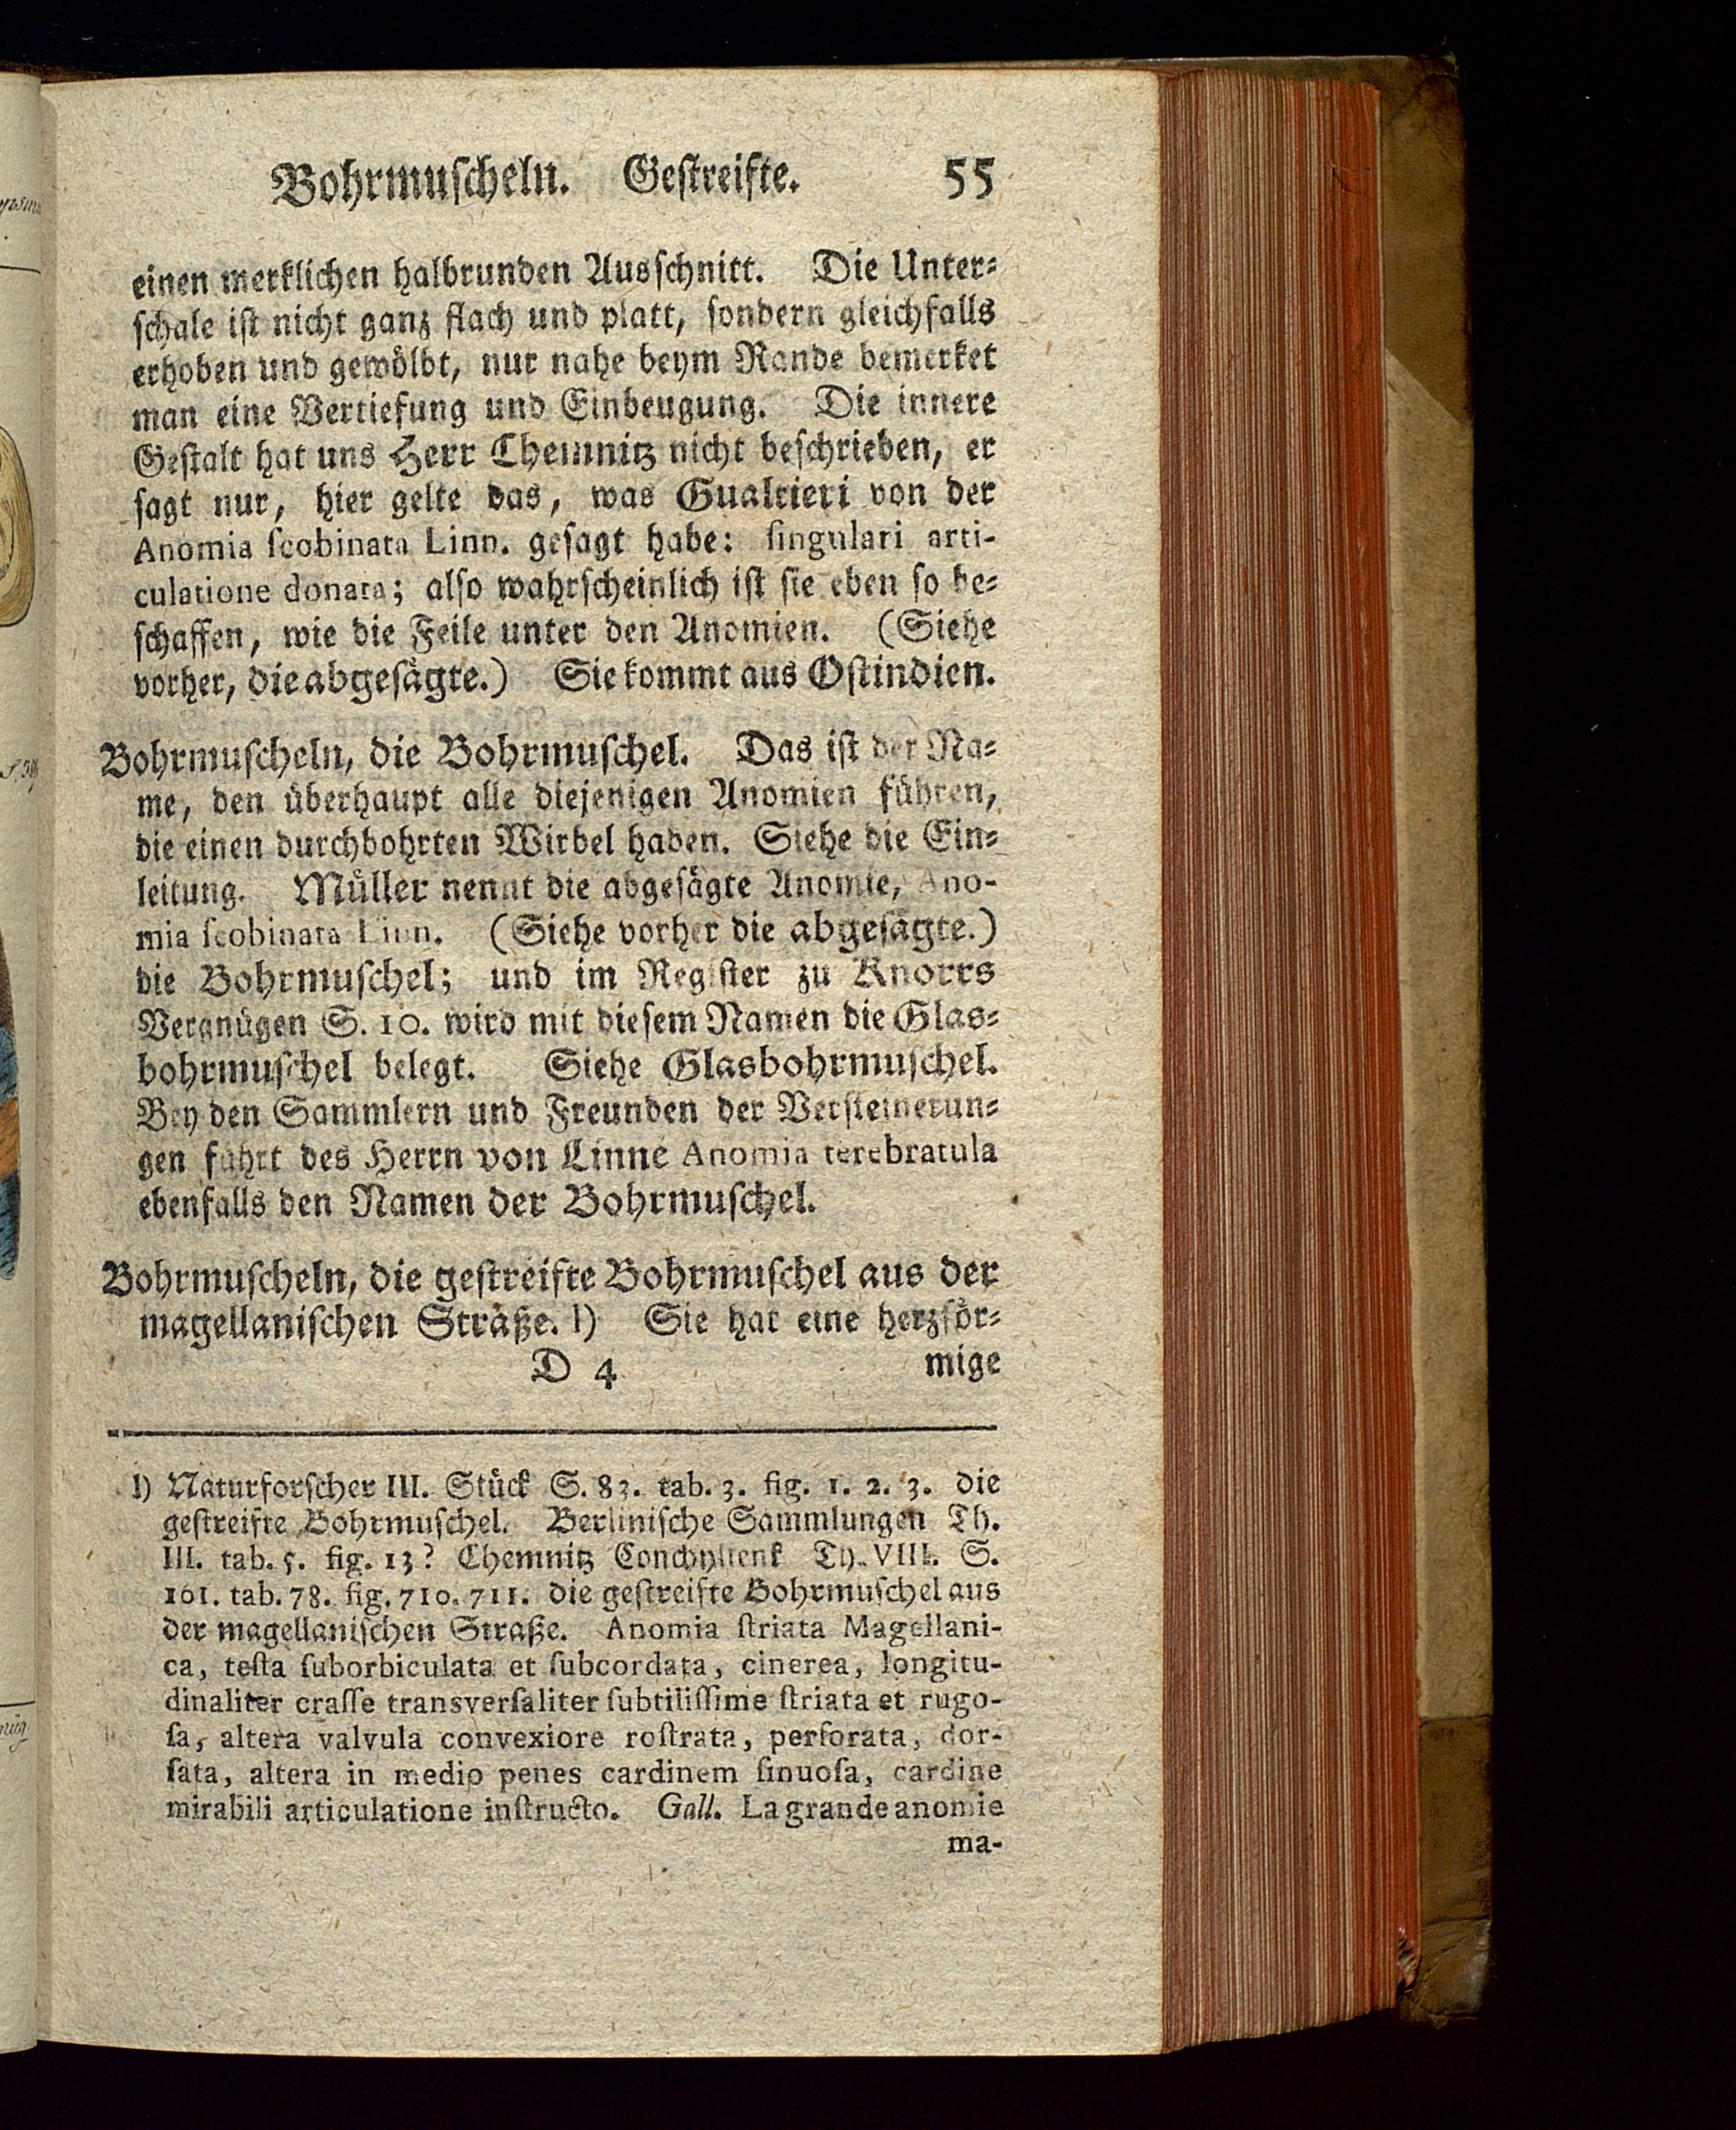 Bohrmuſcheln. Geſtreifte. 55
einen merklichen halbrunden Ausſchnitt. Die Unter⸗
ſchale iſt nicht ganz flach und platt, ſondern gleichfalls
erhoben und gewölbt, nur nahe beym Rande bemerket
man eine Vertiefung und Einbeugung. Die innere
Geſtalt hat uns Herr Chemnitz nicht beſchrieben, er
ſagt nur, hier gelte das, was Gualtieri von der
Anomia ſcobinata Linn. geſagt habe: ſingulari arti-
culatione donata; alſo wahrſcheinlich iſt ſie eben ſo be⸗
ſchaffen, wie die Feile unter den Anomien. (Siehe
vorher, die abgeſägte.) Sie kommt aus Oſtindien.
Bohrmuſcheln, die Bohrmuſchel. Das iſt der Na⸗
me, den überhaupt alle diejenigen Anomien führen,
die einen durchbohrten Wirbel haben. Siehe die Ein⸗
leitung. Müller nennt die abgeſägte Anomie, Ano-
mia ſcobinata Linn. (Siehe vorher die abgeſägte.)
die Bohrmuſchel; und im Regiſter zu Knorrs
Vergnügen S. 10. wird mit dieſem Namen die Glas⸗
bohrmuſchel belegt. Siehe Glasbohrmuſchel.
Bey den Sammlern und Freunden der Verſteinerun⸗
gen führt des Herrn von Linne Anomia terebratula
ebenfalls den Namen der Bohrmuſchel.
Bohrmuſcheln, die geſtreifte Bohrmuſchel aus der
magellaniſchen Straße. l) Sie hat eine herzför⸗
D 4 mige
l) Naturforſcher III. Stück S. 83. tab. 3. fig. 1. 2. 3. die
geſtreifte Bohrmuſchel. Berliniſche Sammlungen Th.
III. tab. 5. fig. 13? Chemnitz Conchylienk Th. VIII. S.
101. tab. 78. fig. 710. 711. die geſtreifte Bohrmuſchel aus
der magellaniſchen Straße. Anomia ſtriata Magellani-
ca, teſta ſuborbiculata et ſubcordata, cinerea, longitu-
dinaliter craſſe transverſaliter ſubtiliſſime ſtriata et rugo-
ſa, altera valvula convexiore roſtrata, perforata, dor-
ſata, altera in medio penes cardinem ſinuoſa, cardine
mirabili articulatione inſtructo. Gall. La grande anomie
ma-